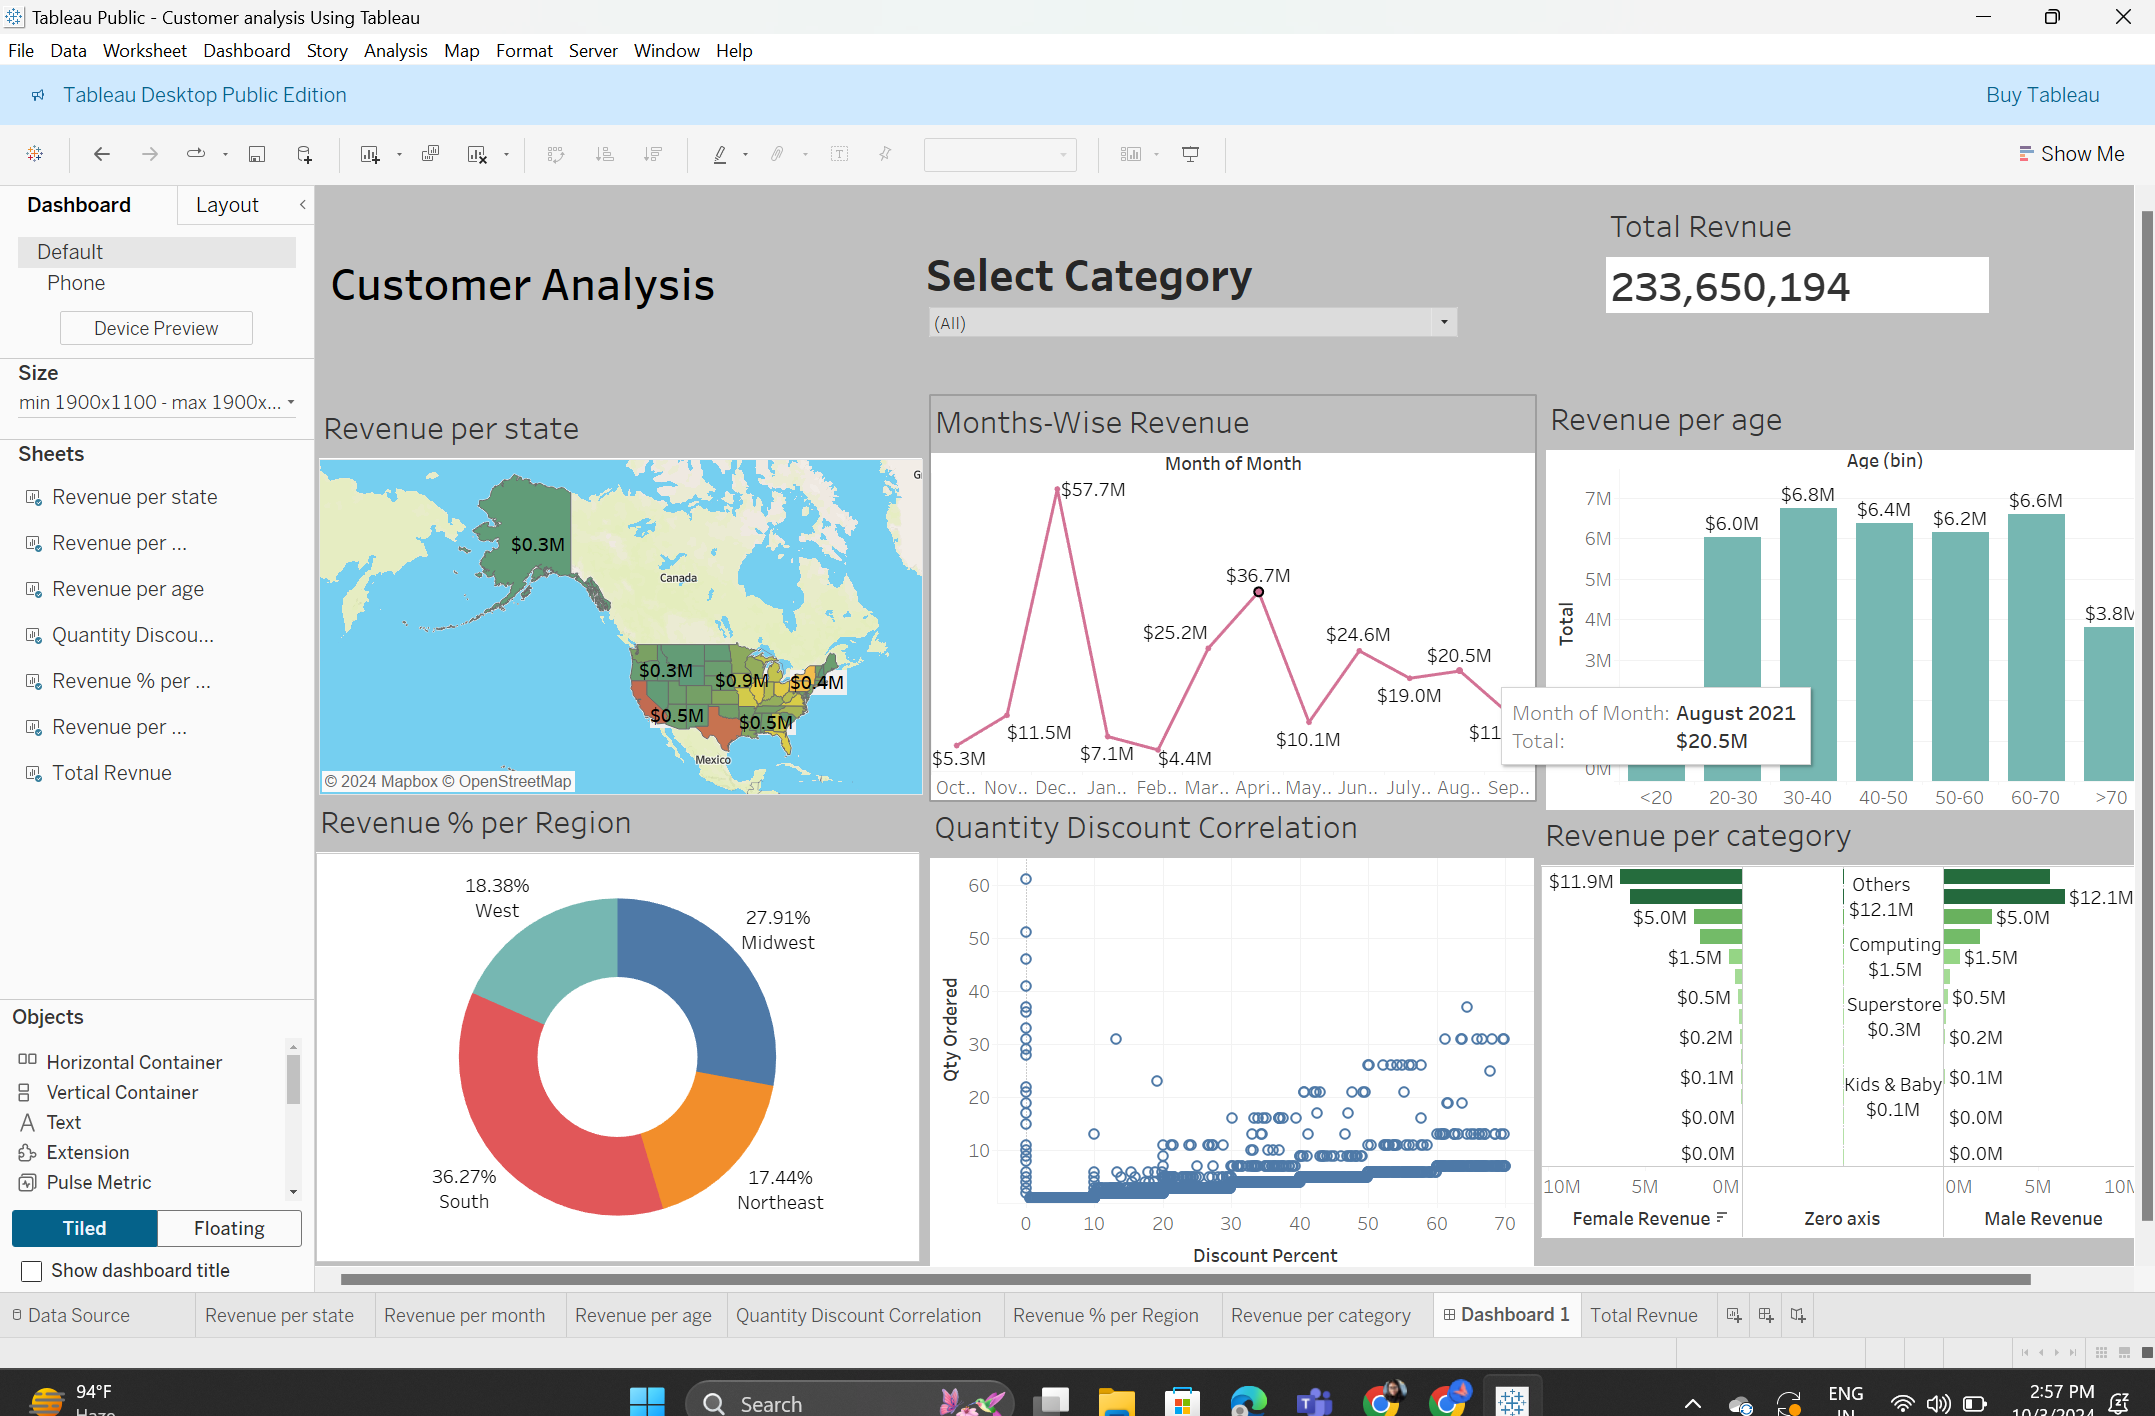 Tableau Public - Customer analysis Using Tableau
File Data Worksheet Dashboard Story Analysis Map Format Server Window Help
Tableau Desktop Public Edition
Buy Tableau
Show Me
Dashboard
Layout
Default
Phone
Device Preview
Size
min 1900x1100 - max 1900x...
Sheets
Revenue per state
Revenue per ...
Revenue per age
Quantity Discou...
Revenue % per ...
Revenue per ...
Total Revnue
Objects
Horizontal Container
Vertical Container
Text
Extension
Pulse Metric
Tiled
Floating
Show dashboard title
Customer Analysis
Select Category
(All)
Total Revnue
233,650,194
Revenue per state
$0.3M
Canada
$0.3M
$0.9M
$0.4M
$0.5M
$0.5M
Mexico
G
© 2024 Mapbox © OpenStreetMap
Months-Wise Revenue
Month of Month
$57.7M
$36.7M
$25.2M
$24.6M
$20.5M
$19.0M
$11.5M
$10.1M
$7.1M
$5.3M
$4.4M
$11
Oct.. Nov.. Dec.. Jan.. Feb.. Mar.. Apri.. May.. Jun.. July.. Aug.. Sep..
Month of Month: August 2021
Total: $20.5M
Revenue per age
Age (bin)
Total
7M
6M
5M
4M
3M
0M
$6.0M
$6.8M
$6.4M
$6.2M
$6.6M
$3.8M
<20 20-30 30-40 40-50 50-60 60-70 >70
Revenue % per Region
18.38%
West
27.91%
Midwest
36.27%
South
17.44%
Northeast
Quantity Discount Correlation
Qty Ordered
60
50
40
30
20
10
0 10 20 30 40 50 60 70
Discount Percent
Revenue per category
$11.9M
$5.0M
$1.5M
$0.5M
$0.2M
$0.1M
$0.0M
$0.0M
Others
$12.1M
Computing
$1.5M
Superstore
$0.3M
Kids & Baby
$0.1M
$12.1M
$5.0M
$1.5M
$0.5M
$0.2M
$0.1M
$0.0M
$0.0M
10M 5M 0M
0M 5M 10M
Female Revenue
Zero axis
Male Revenue
Data Source
Revenue per state
Revenue per month
Revenue per age
Quantity Discount Correlation
Revenue % per Region
Revenue per category
Dashboard 1
Total Revnue
94°F
Haze
Search
ENG
IN
2:57 PM
10/3/2024